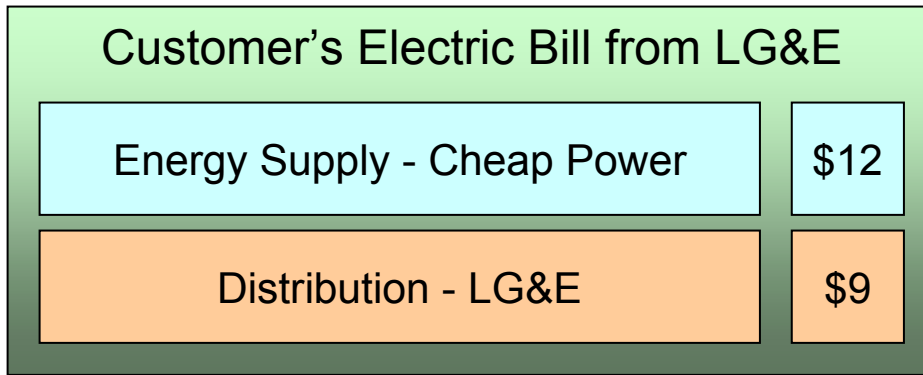 Customer’s Electric Bill from LG&E
Energy Supply - Cheap Power $12
Distribution - LG&E $9